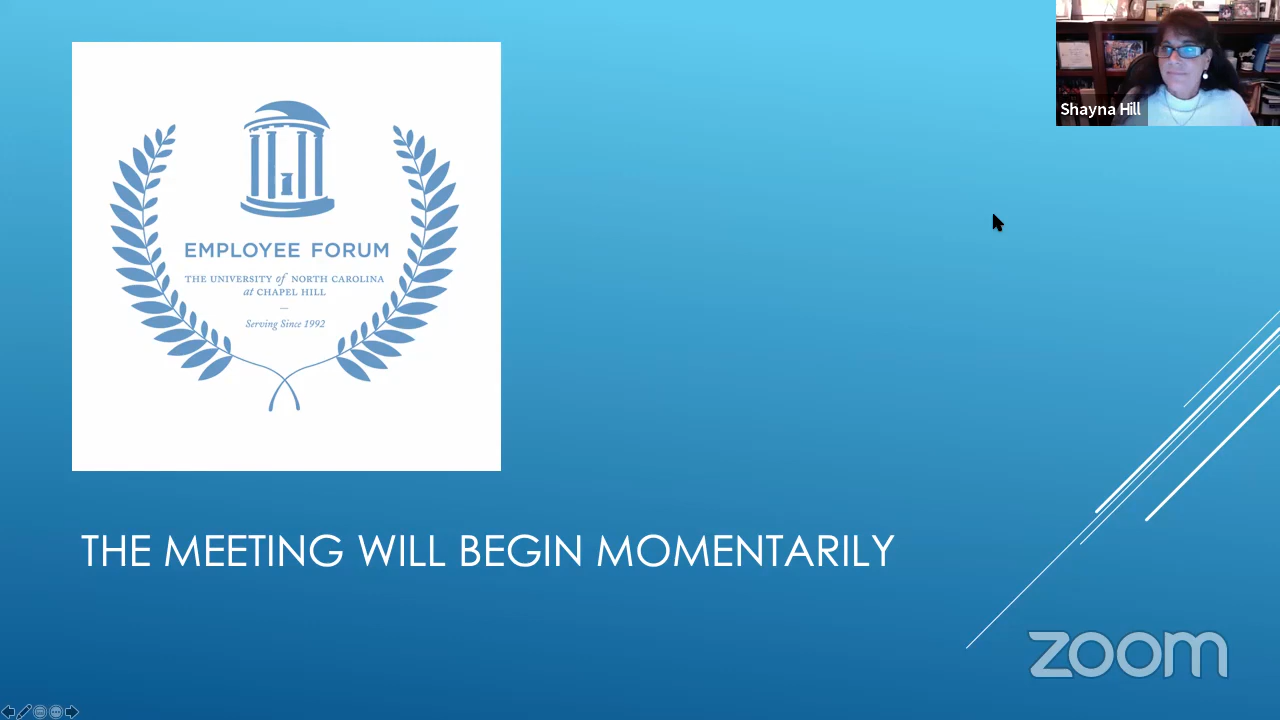 Shayna Hill
EMPLOYEE FORUM
THE UNIVERSITY of NORTH CAROLINA
at CHAPEL HILL
Serving Since 1992
THE MEETING WILL BEGIN MOMENTARILY
zoom